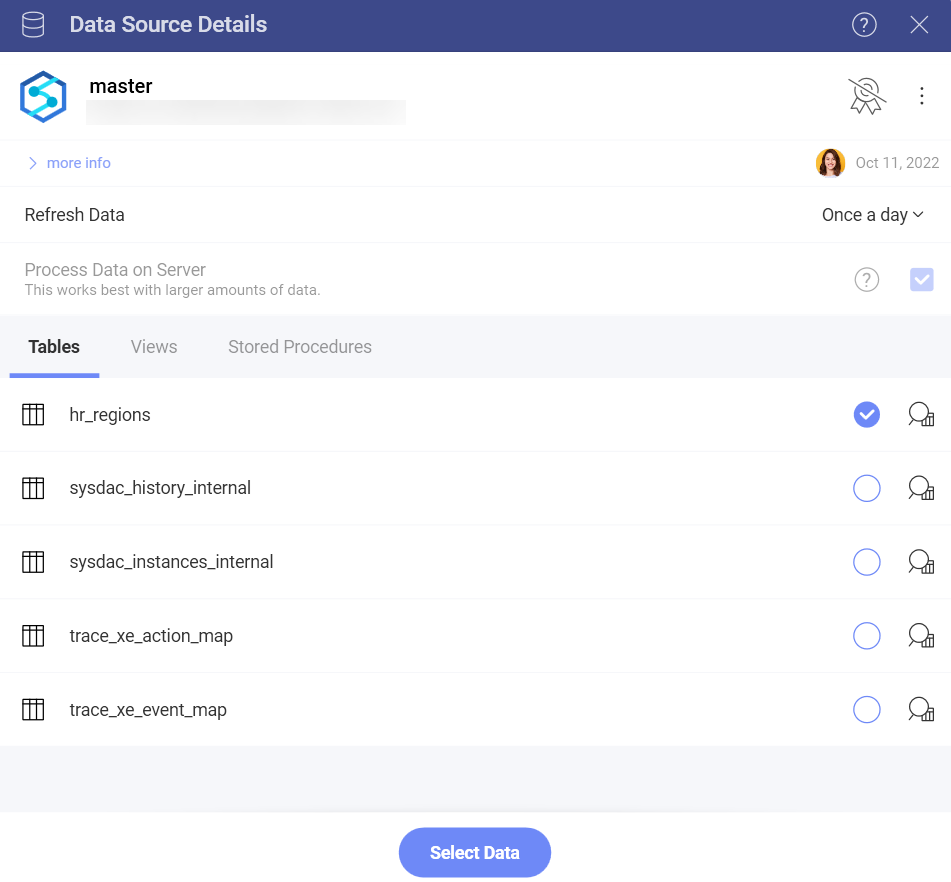 Data Source Details
?
master
more info
Oct 11, 2022
Refresh Data
Once a day
Process Data on Server
This works best with larger amounts of data.
?
Tables
Views
Stored Procedures
hr_regions
sysdac_history_internal
sysdac_instances_internal
trace_xe_action_map
trace_xe_event_map
Select Data